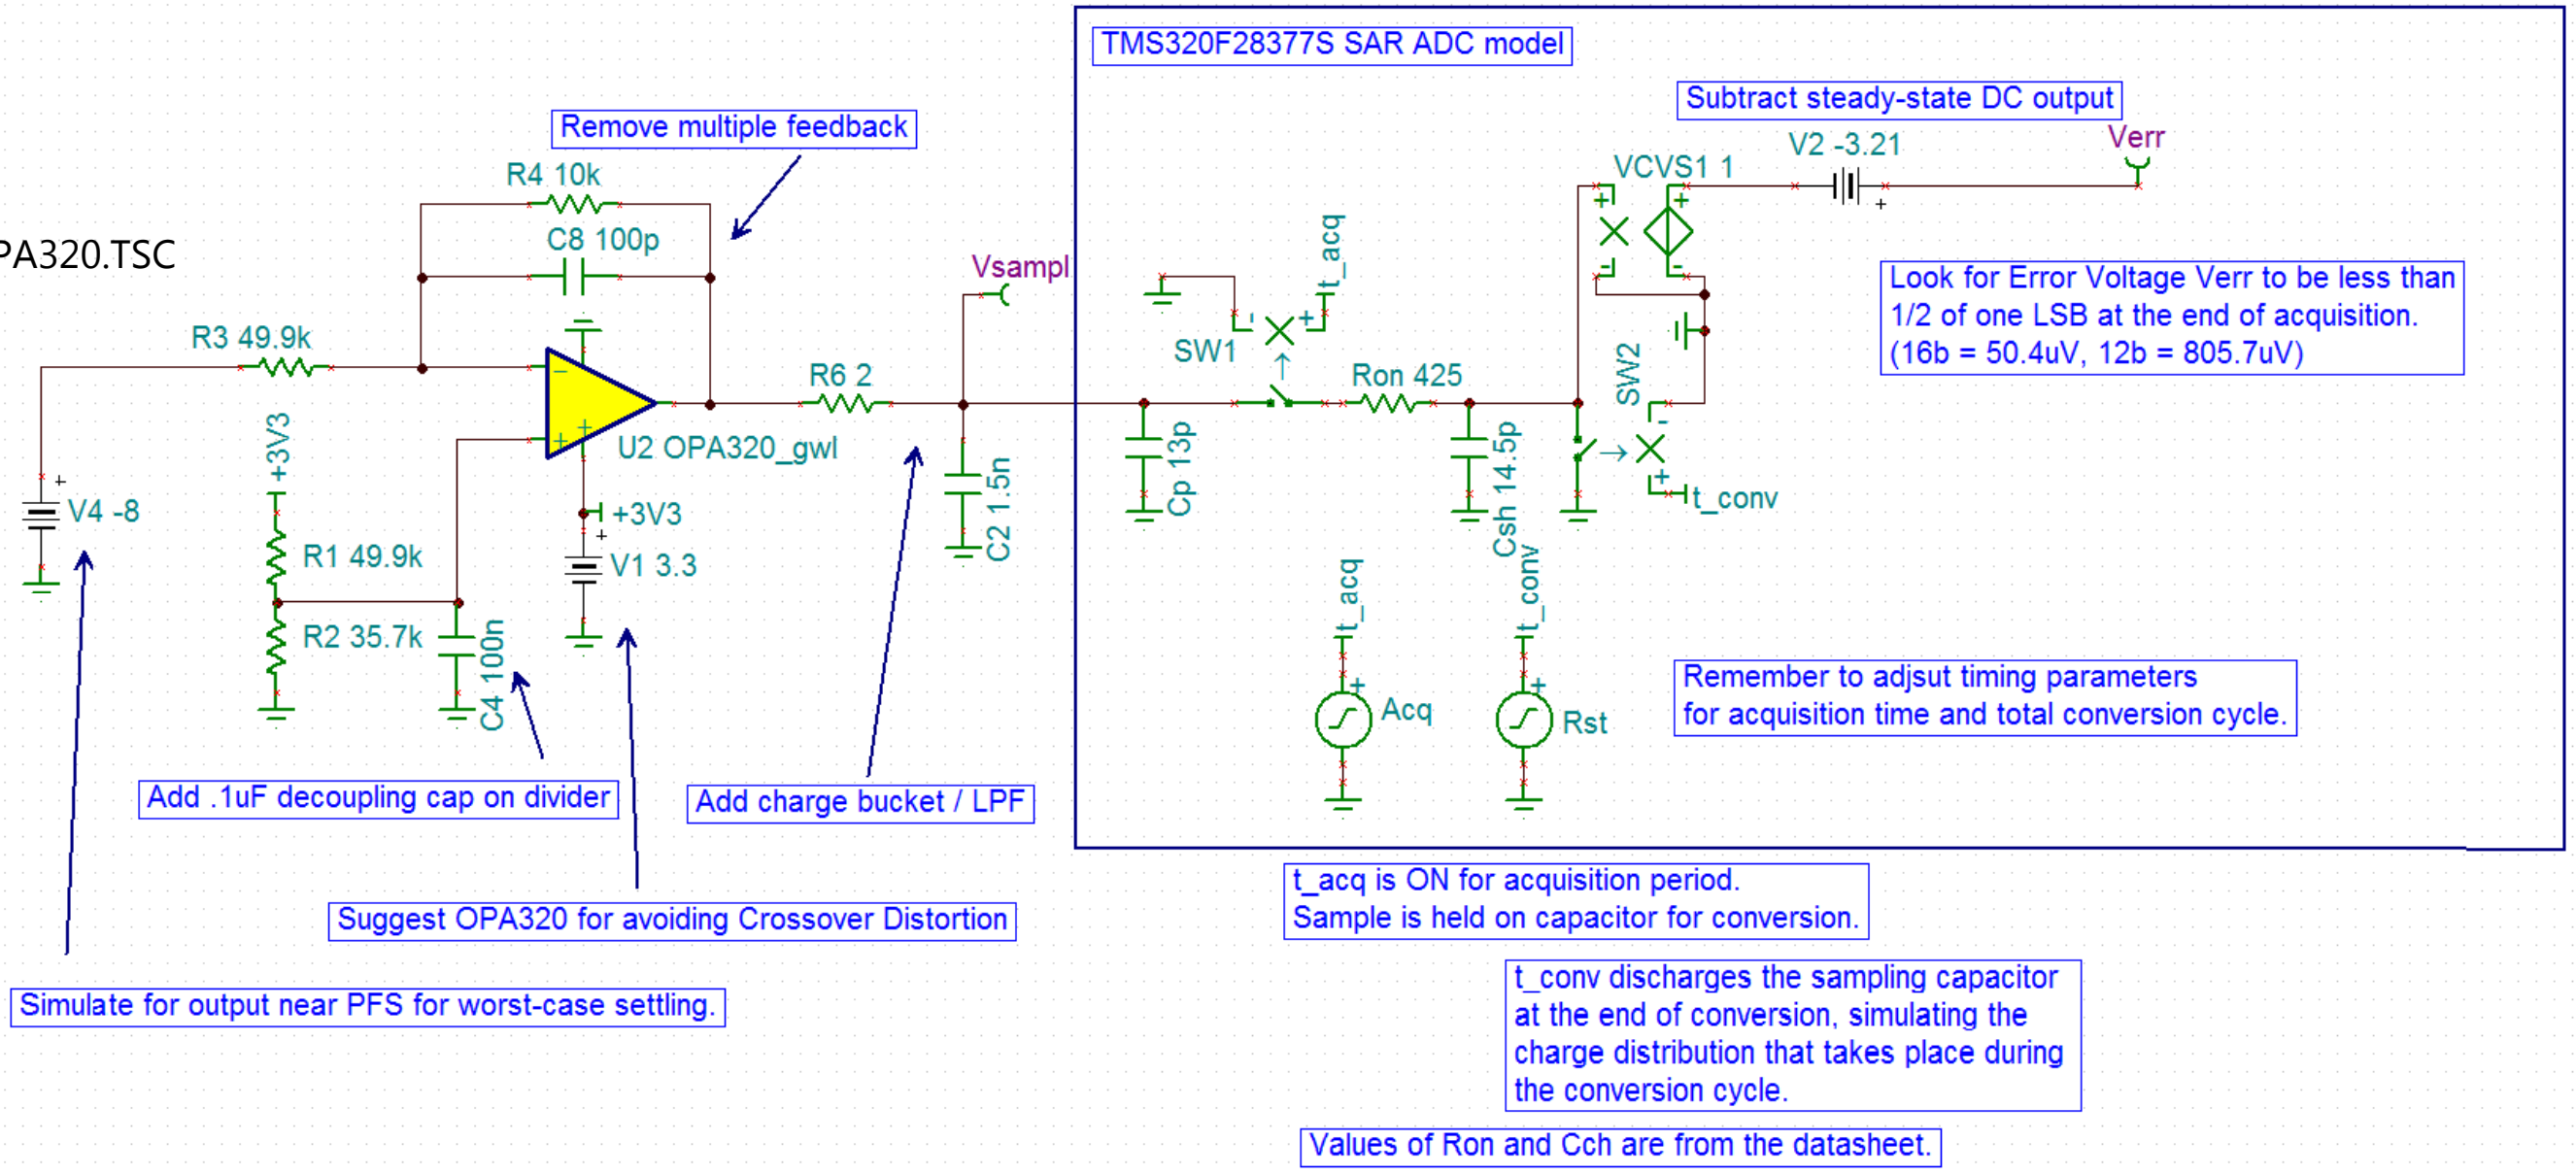 TMS320F28377S SAR ADC model
Subtract steady-state DC output
Remove multiple feedback
V2 -3.21
Verr
VCVS1 1
R4 10k
C8 100p
PA320.TSC
Vsampl
t_acq
Look for Error Voltage Verr to be less than
1/2 of one LSB at the end of acquisition.
(16b = 50.4uV, 12b = 805.7uV)
R3 49.9k
SW1
SW2
R6 2
Ron 425
+3V3
U2 OPA320_gwl
V4 -8
+3V3
C2 1.5n
Cp 13p
Csh 14.5p
t_conv
R1 49.9k
V1 3.3
t_acq
t_conv
R2 35.7k
C4 100n
Acq
Rst
Remember to adjsut timing parameters
for acquisition time and total conversion cycle.
Add .1uF decoupling cap on divider
Add charge bucket / LPF
Suggest OPA320 for avoiding Crossover Distortion
t_acq is ON for acquisition period.
Sample is held on capacitor for conversion.
Simulate for output near PFS for worst-case settling.
t_conv discharges the sampling capacitor
at the end of conversion, simulating the
charge distribution that takes place during
the conversion cycle.
Values of Ron and Cch are from the datasheet.